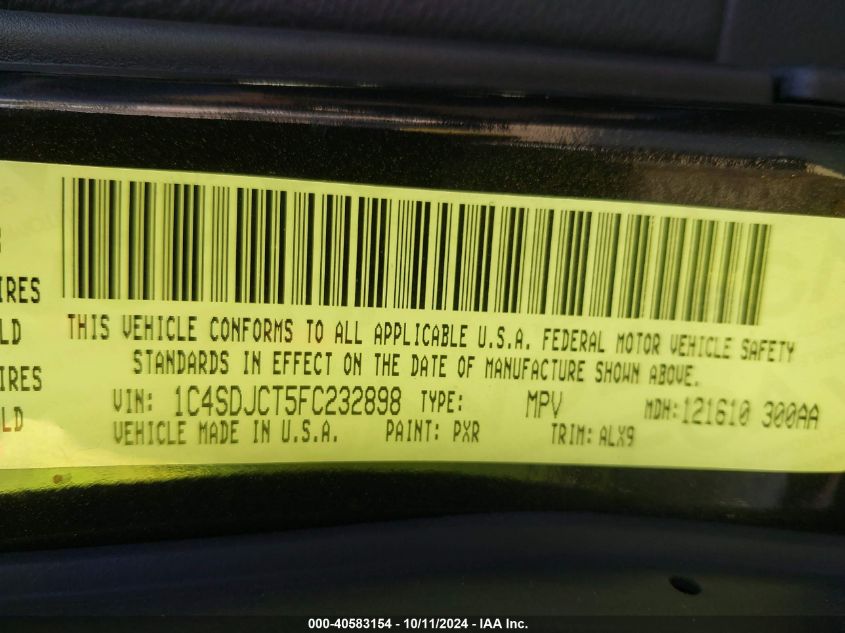 IRES
LD
IRES
LD
THIS VEHICLE CONFORMS TO ALL APPLICABLE U.S.A. FEDERAL MOTOR VEHICLE SAFETY
STANDARDS IN EFFECT ON THE DATE OF MANUFACTURE SHOWN ABOVE.
VIN: 1C4SDJCT5FC232898 TYPE: MPV MDH:121610 300AA
VEHICLE MADE IN U.S.A. PAINT: PXR TRIM: ALX9
000-40583154 - 10/11/2024 - IAA Inc.